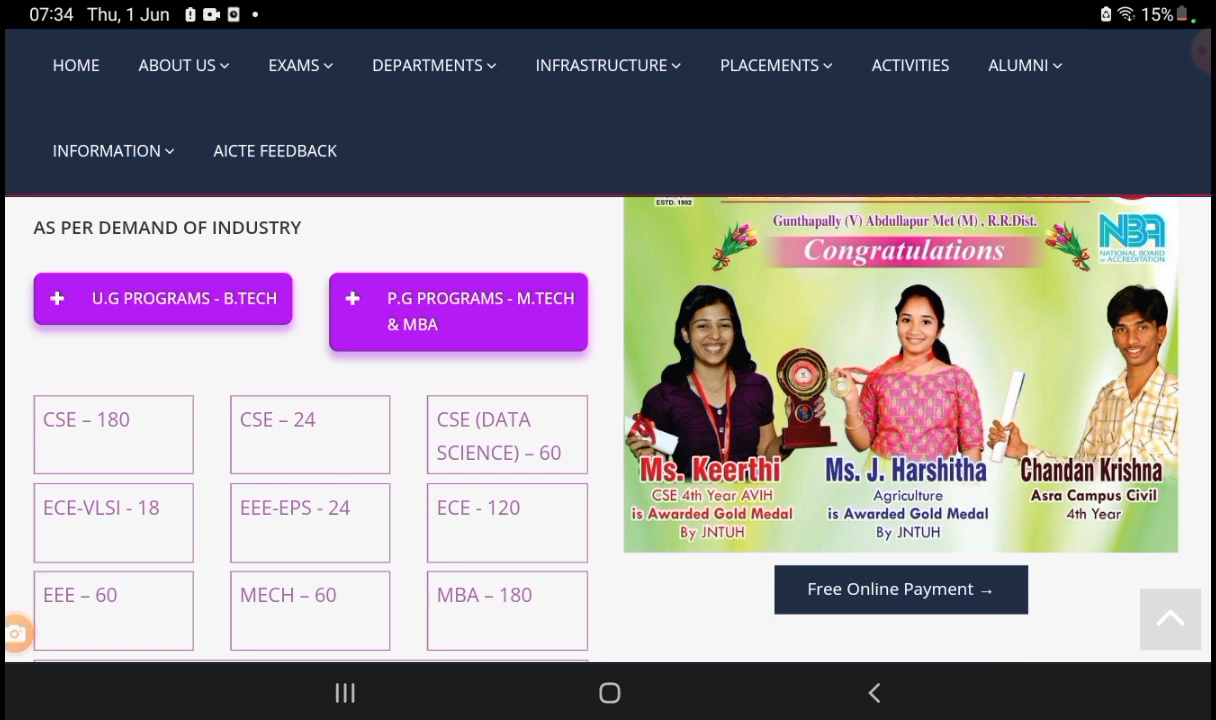 07:34 Thu, 1 Jun
15%
HOME ABOUT US EXAMS DEPARTMENTS INFRASTRUCTURE PLACEMENTS ACTIVITIES ALUMNI
INFORMATION AICTE FEEDBACK
AS PER DEMAND OF INDUSTRY
U.G PROGRAMS - B.TECH
P.G PROGRAMS - M.TECH
& MBA
CSE – 180
CSE – 24
CSE (DATA
SCIENCE) – 60
ECE-VLSI - 18
EEE-EPS - 24
ECE - 120
EEE – 60
MECH – 60
MBA – 180
ESTD: 1992
Gunthapally (V) Abdullapur Met (M) , R.R.Dist.
Congratulations
NBA
NATIONAL BOARD
OF ACCREDITATION
Ms. Keerthi
CSE 4th Year AVIH
is Awarded Gold Medal
By JNTUH
Ms. J. Harshitha
Agriculture
is Awarded Gold Medal
By JNTUH
Chandan Krishna
Asra Campus Civil
4th Year
Free Online Payment →